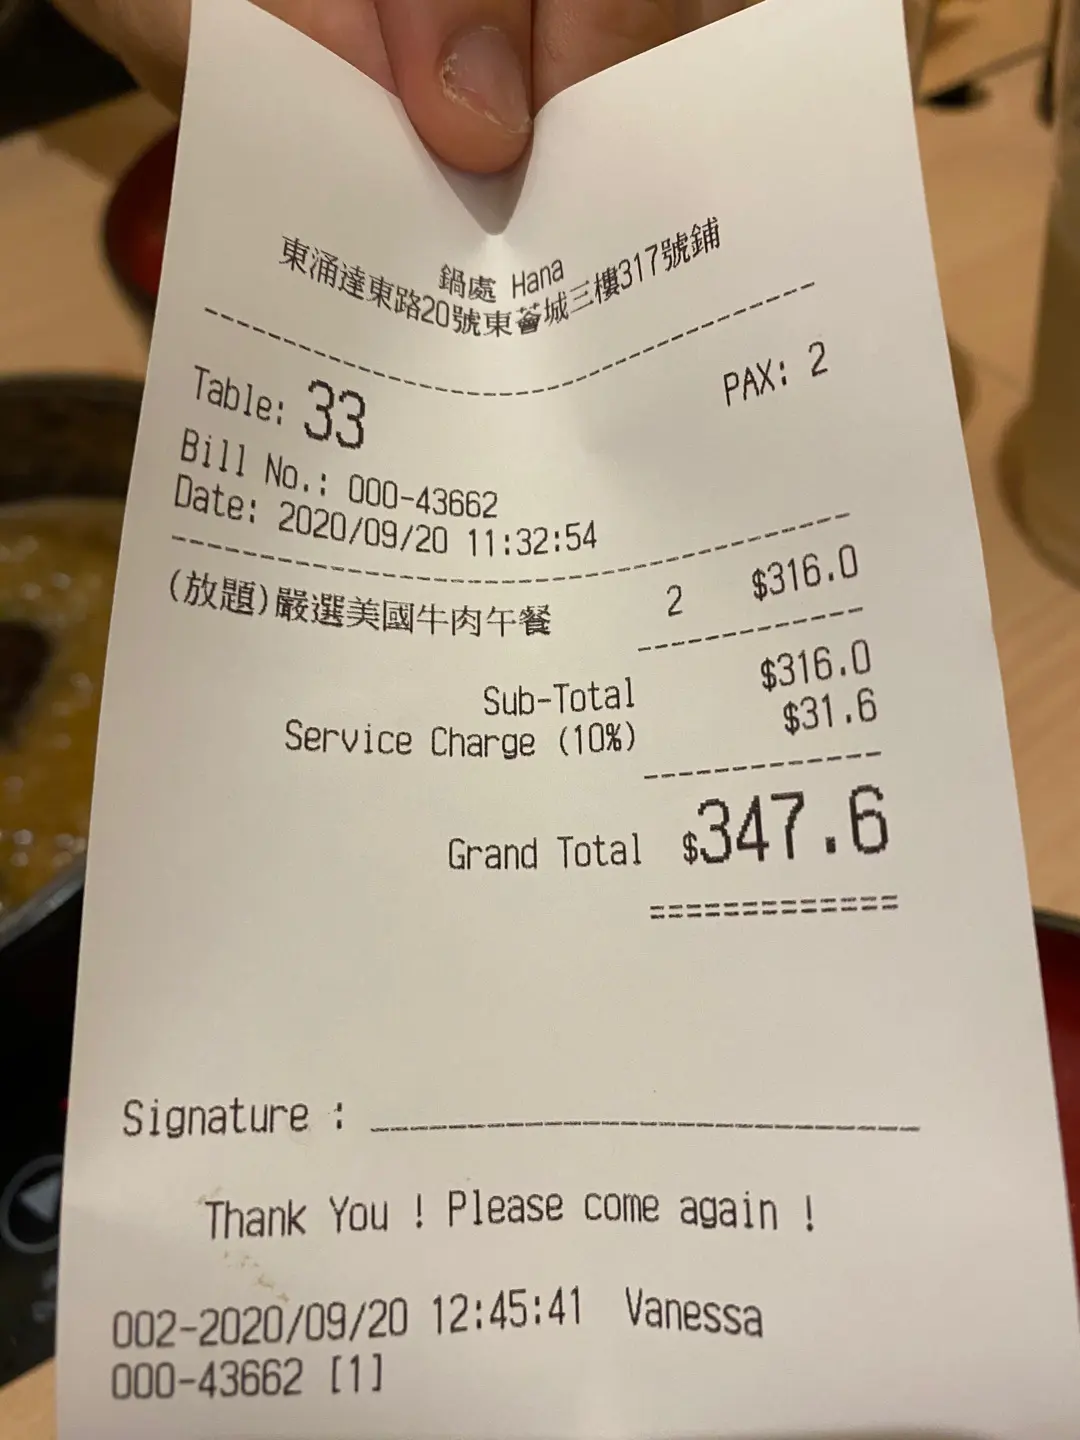 鍋處 Hana
東涌達東路20號東薈城三樓317號鋪
Table: 33 PAX: 2
Bill No.: 000-43662
Date: 2020/09/20 11:32:54
(放題)嚴選美國牛肉午餐 2 $316.0
Sub-Total $316.0
Service Charge (10%) $31.6
Grand Total $347.6
=============
Signature :
Thank You ! Please come again !
002-2020/09/20 12:45:41 Vanessa
000-43662 [1]